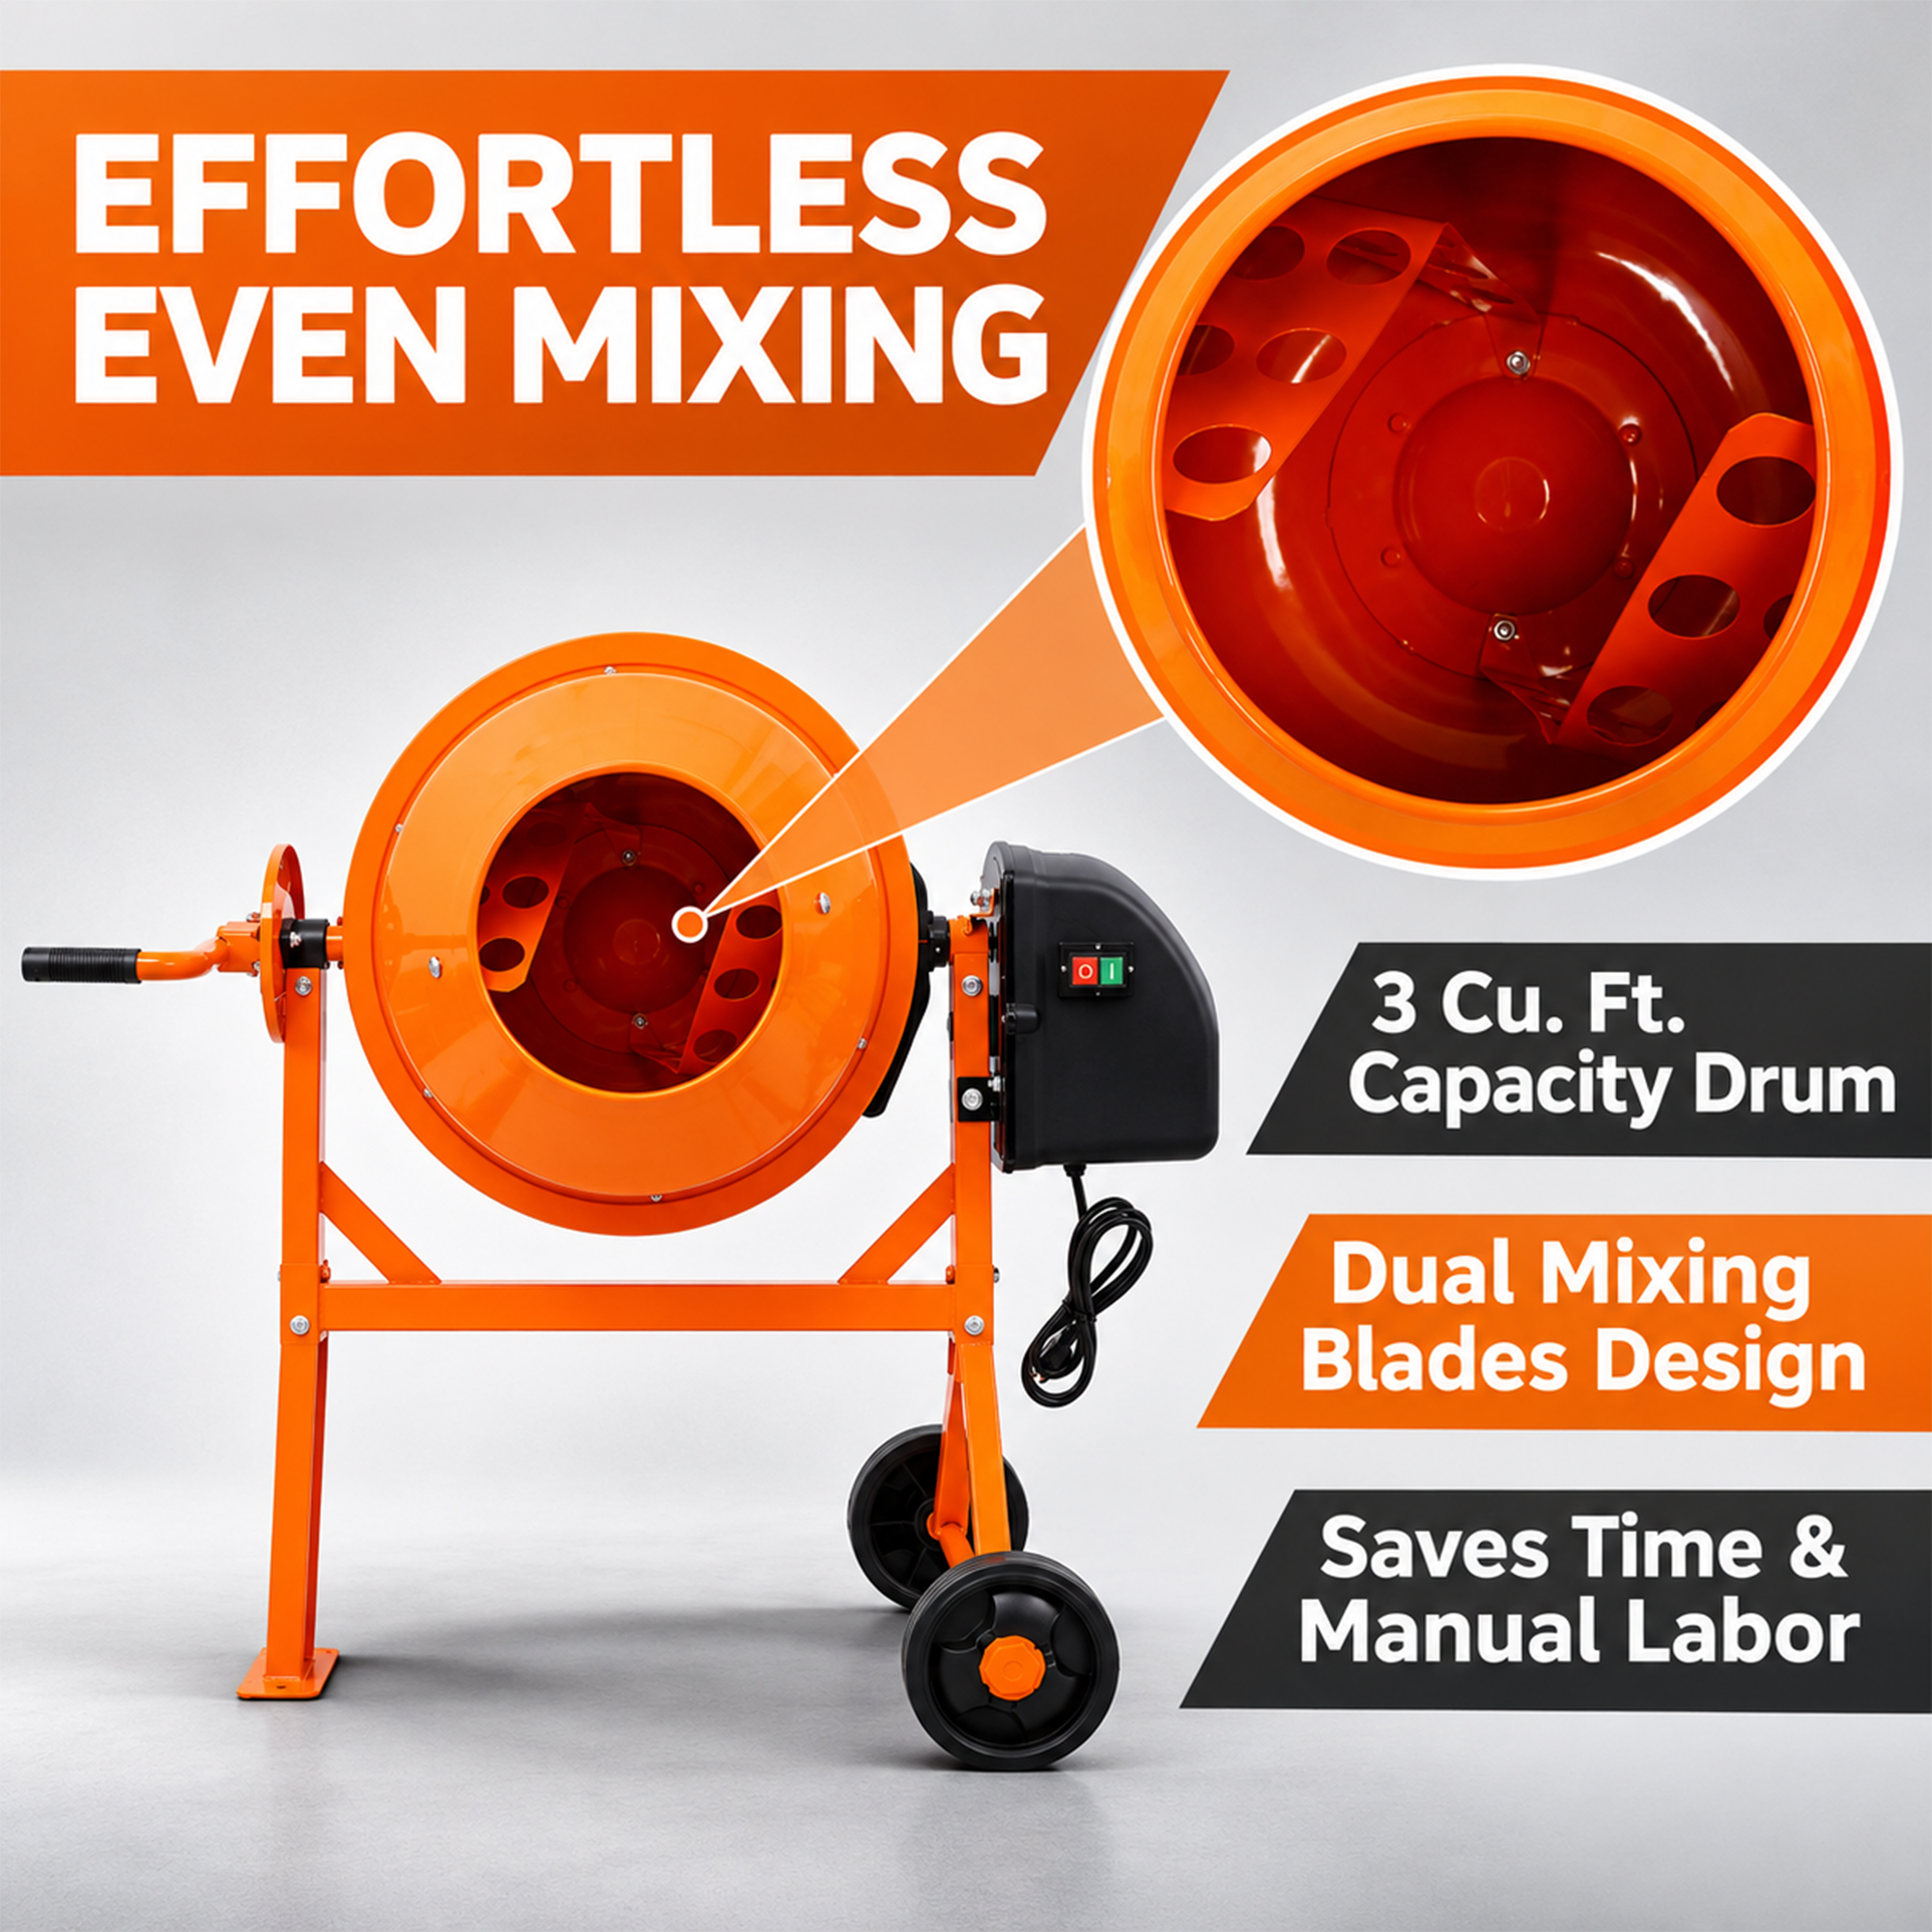 EFFORTLESS
EVEN MIXING
3 Cu. Ft.
Capacity Drum
Dual Mixing
Blades Design
Saves Time &
Manual Labor